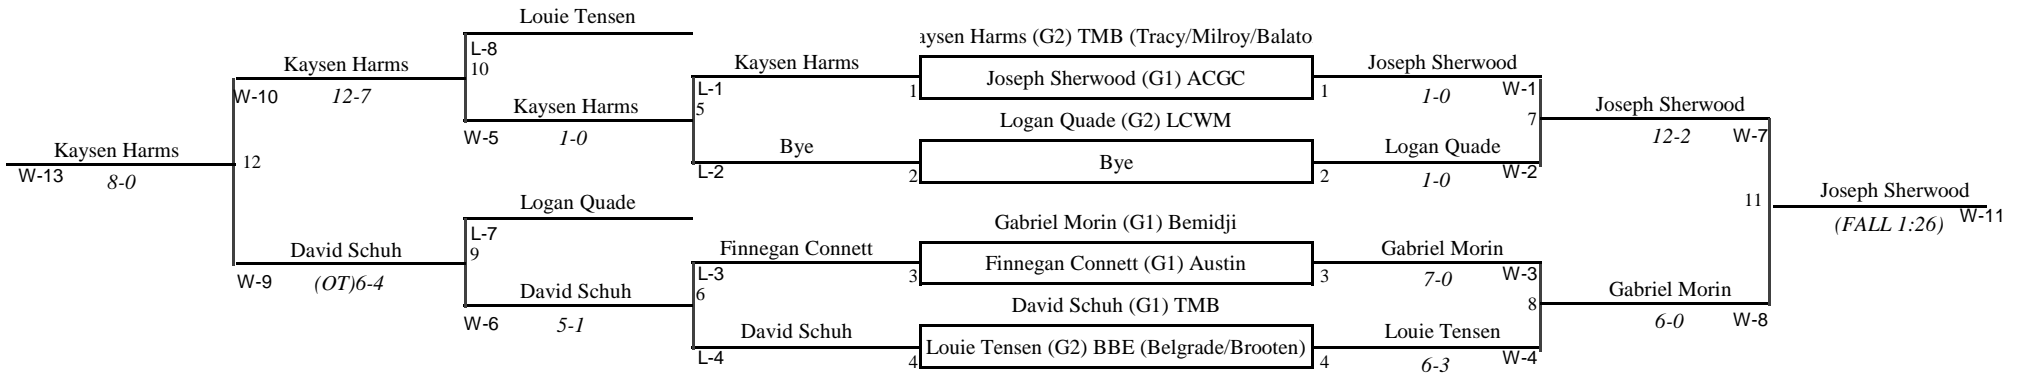 Louie Tensen
L-8
10
Kaysen Harms
12-7
W-10
Kaysen Harms
1-0
W-5
Kaysen Harms
8-0
W-13
12
Logan Quade
L-7
9
David Schuh
(OT)6-4
W-9
David Schuh
5-1
W-6
Kaysen Harms
L-1
5
1
Bye
L-2
2
Finnegan Connett
L-3
6
3
David Schuh
L-4
4
aysen Harms (G2) TMB (Tracy/Milroy/Balato
Joseph Sherwood (G1) ACGC
Logan Quade (G2) LCWM
Bye
Gabriel Morin (G1) Bemidji
Finnegan Connett (G1) Austin
David Schuh (G1) TMB
Louie Tensen (G2) BBE (Belgrade/Brooten)
Joseph Sherwood
1
1-0
W-1
7
Logan Quade
2
1-0
W-2
Gabriel Morin
3
7-0
W-3
8
Louie Tensen
4
6-3
W-4
Joseph Sherwood
12-2
W-7
11
Gabriel Morin
6-0
W-8
Joseph Sherwood
(FALL 1:26)
W-11